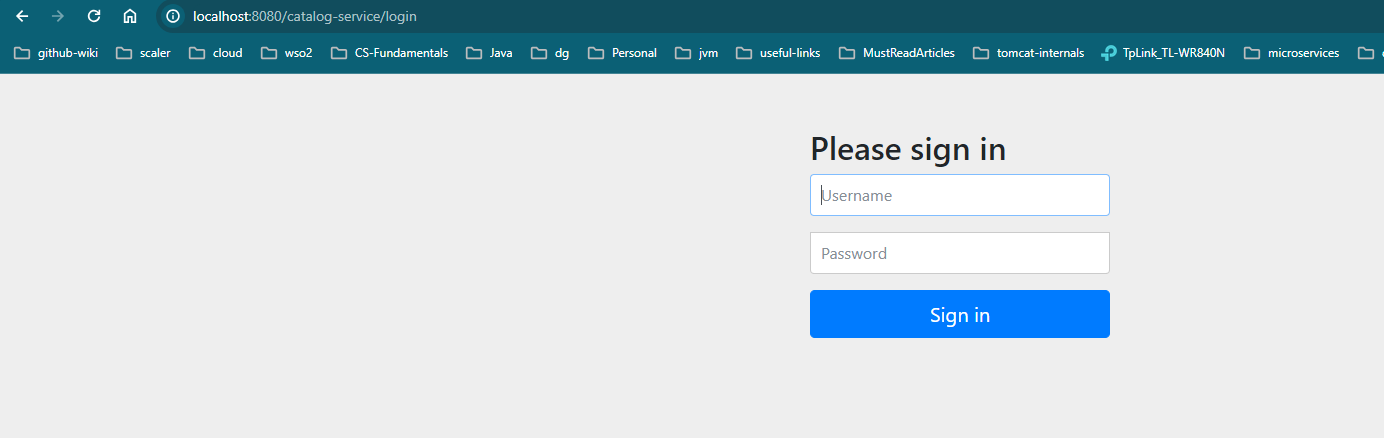 localhost:8080/catalog-service/login
github-wiki scaler cloud wso2 CS-Fundamentals Java dg Personal jvm useful-links MustReadArticles tomcat-internals TpLink_TL-WR840N microservices
Please sign in
Username
Password
Sign in